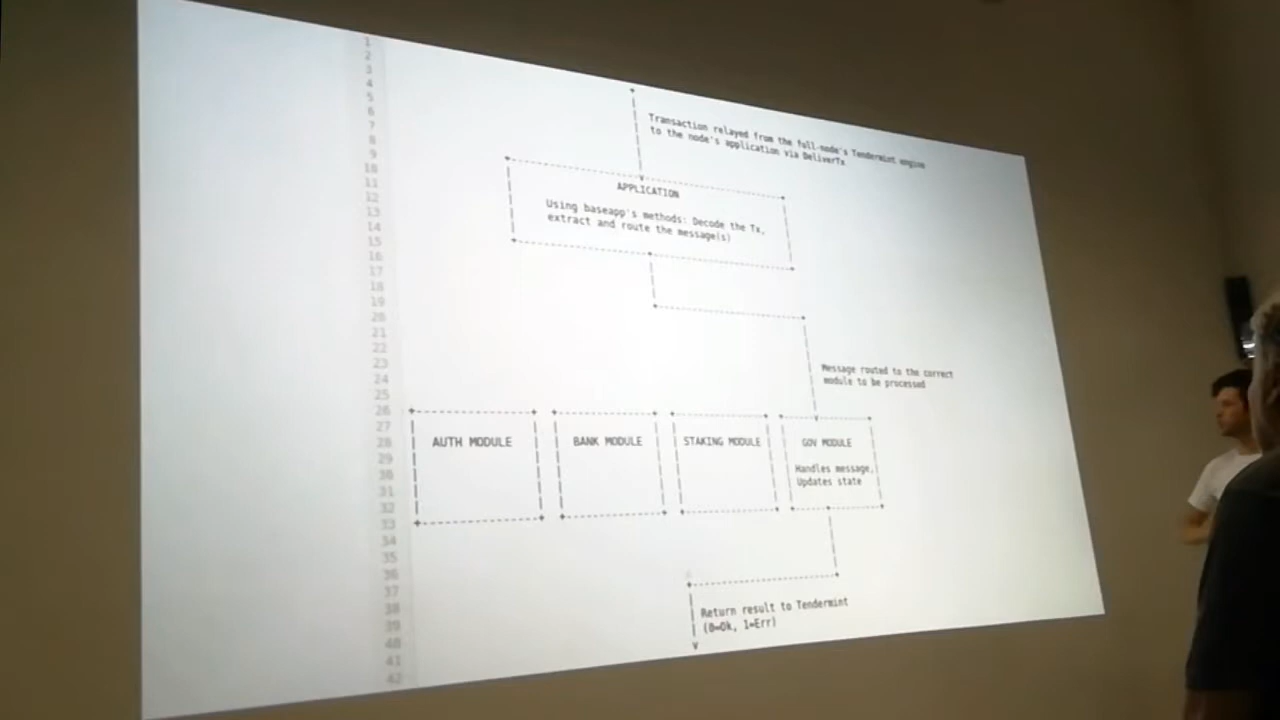 1
2
3
4
5
6
7
8
9
10
11
12
13
14
15
16
17
18
19
20
21
22
23
24
25
26
27
28
29
30
31
32
33
34
35
36
37
38
39
40
41
42
Transaction relayed from the full-node's Tendermint engine
to the node's application via DeliverTx
APPLICATION
Using baseapp's methods: Decode the Tx,
extract and route the message(s)
Message routed to the correct
module to be processed
AUTH MODULE
BANK MODULE
STAKING MODULE
GOV MODULE
Handles message,
Updates state
Return result to Tendermint
(0=Ok, 1=Err)